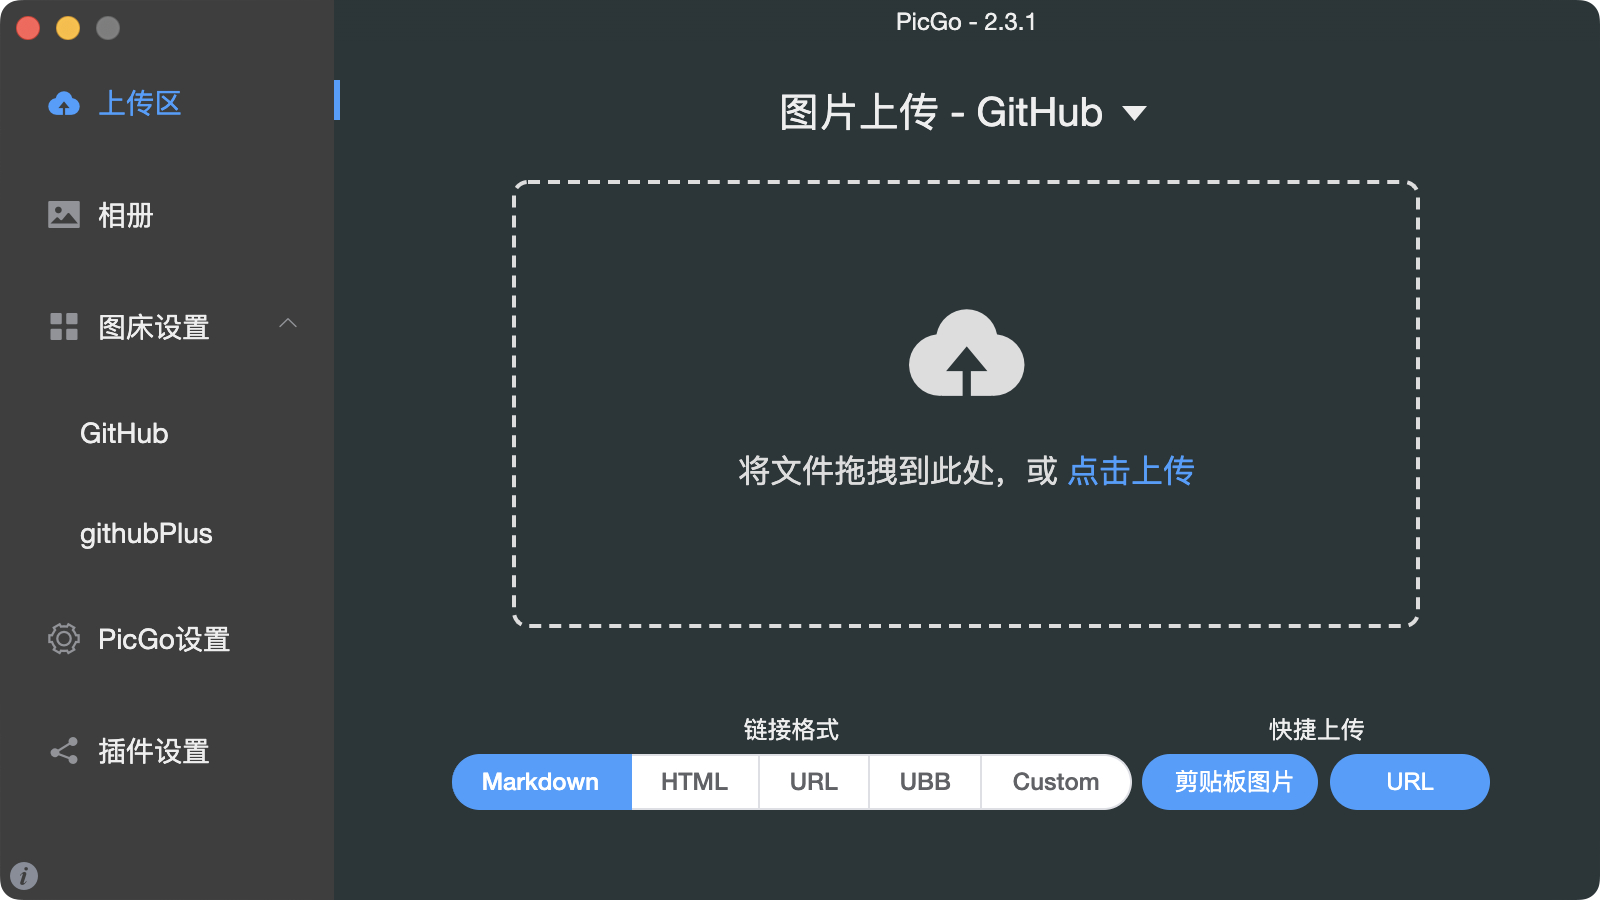 PicGo - 2.3.1
上传区
相册
图床设置
GitHub
githubPlus
PicGo设置
插件设置
图片上传 - GitHub
将文件拖拽到此处，或 点击上传
链接格式
Markdown HTML URL UBB Custom
快捷上传
剪贴板图片 URL
i